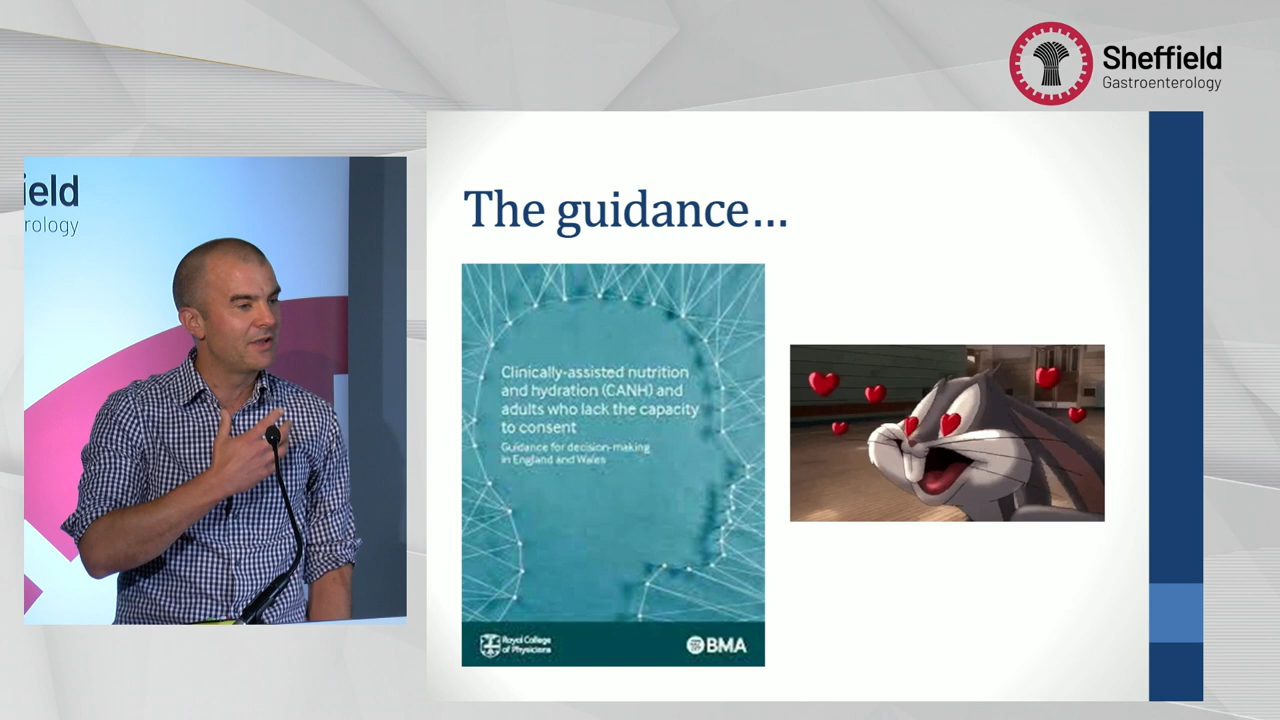 Sheffield
Gastroenterology
ield
rology
The guidance...
Clinically-assisted nutrition
and hydration (CANH) and
adults who lack the capacity
to consent
Guidance for decision-making
in England and Wales
Royal College
of Physicians
BMA